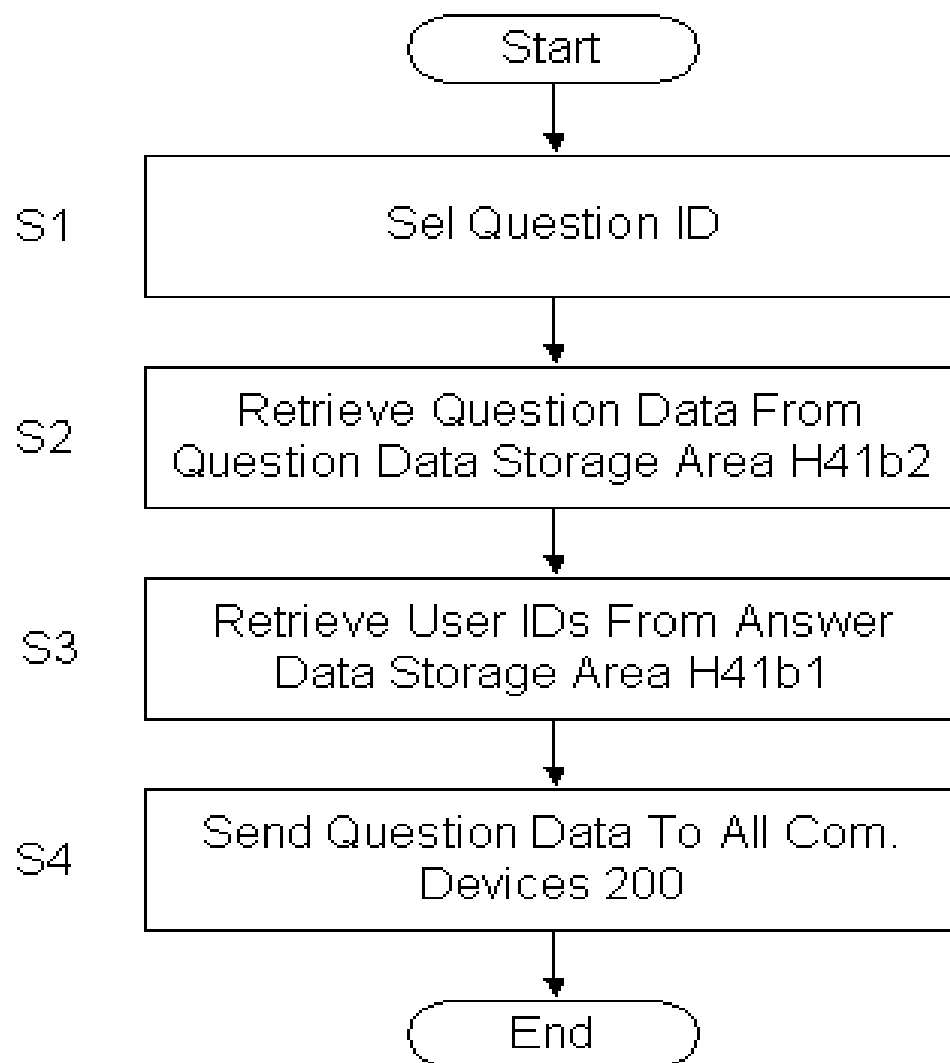 Start
S1
Sel Question ID
S2
Retrieve Question Data From
Question Data Storage Area H41b2
S3
Retrieve User IDs From Answer
Data Storage Area H41b1
S4
Send Question Data To All Com.
Devices 200
End